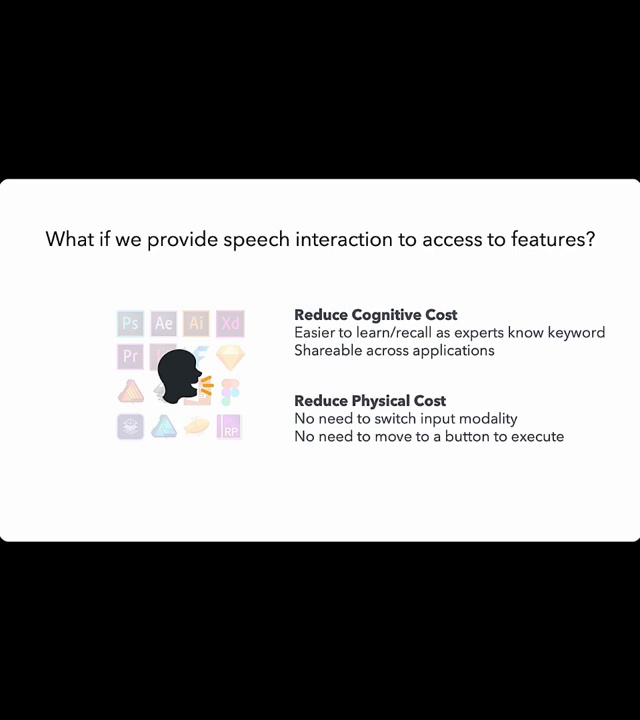 What if we provide speech interaction to access to features?
Ps Ae Ai Xd
Pr
RP
Reduce Cognitive Cost
Easier to learn/recall as experts know keyword
Shareable across applications
Reduce Physical Cost
No need to switch input modality
No need to move to a button to execute